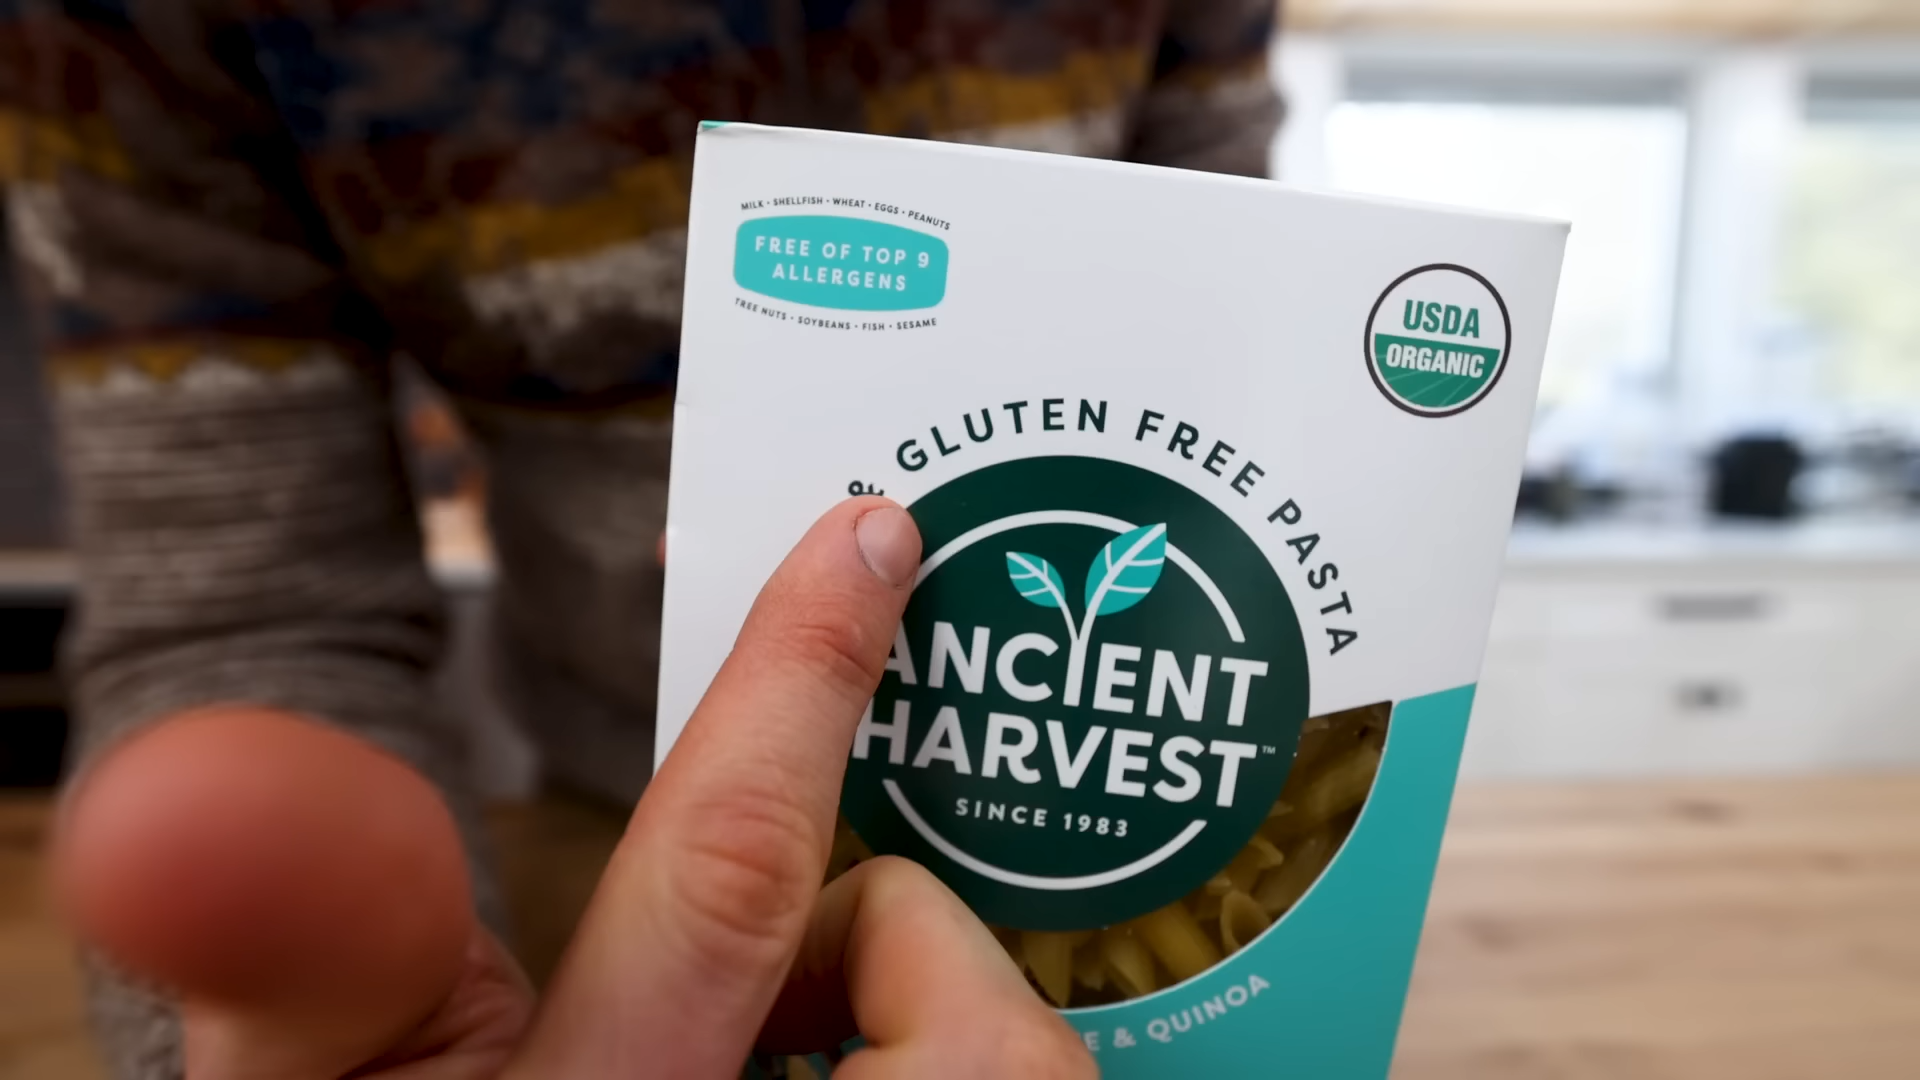 MILK • SHELLFISH • WHEAT • EGGS • PEANUTS
FREE OF TOP 9
ALLERGENS
TREE NUTS • SOYBEANS • FISH • SESAME
USDA
ORGANIC
GLUTEN FREE PASTA
ANCIENT
HARVEST™
SINCE 1983
& QUINOA